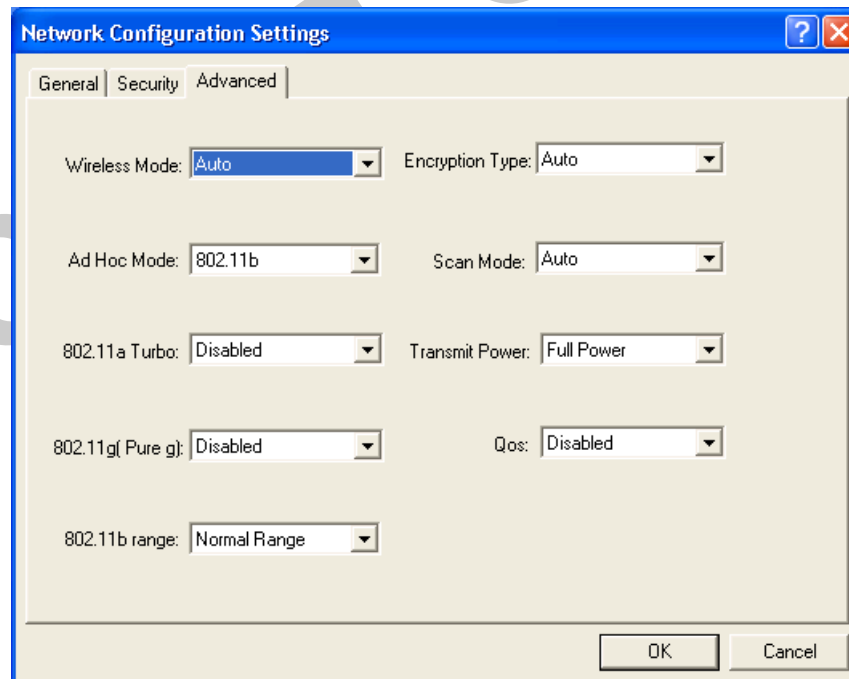 Network Configuration Settings
General Security Advanced
Wireless Mode: Auto
Encryption Type: Auto
Ad Hoc Mode: 802.11b
Scan Mode: Auto
802.11a Turbo: Disabled
Transmit Power: Full Power
802.11g( Pure g): Disabled
Qos: Disabled
802.11b range: Normal Range
OK Cancel